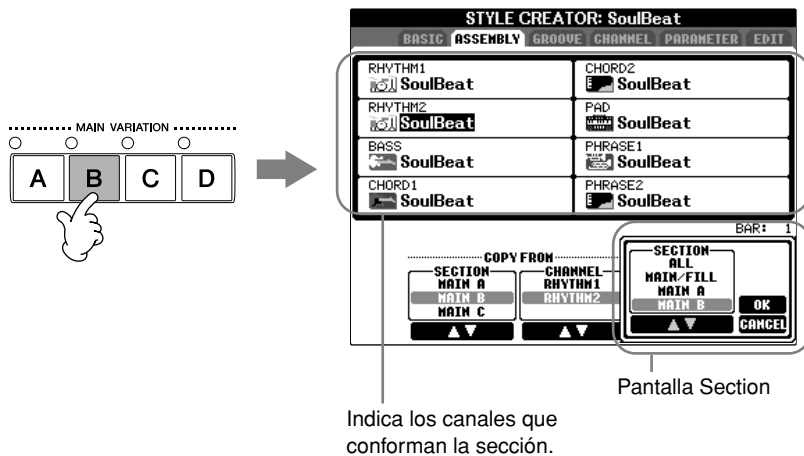 STYLE CREATOR: SoulBeat
BASIC ASSEMBLY GROOVE CHANNEL PARAMETER EDIT
RHYTHM1
SoulBeat
CHORD2
SoulBeat
RHYTHM2
SoulBeat
PAD
SoulBeat
BASS
SoulBeat
PHRASE1
SoulBeat
CHORD1
SoulBeat
PHRASE2
SoulBeat
MAIN VARIATION
A B C D
BAR: 1
COPY FROM
SECTION
MAIN A
MAIN B
MAIN C
CHANNEL
RHYTHM1
RHYTHM2
SECTION
ALL
MAIN/FILL
MAIN A
MAIN B
OK
CANCEL
Pantalla Section
Indica los canales que
conforman la sección.